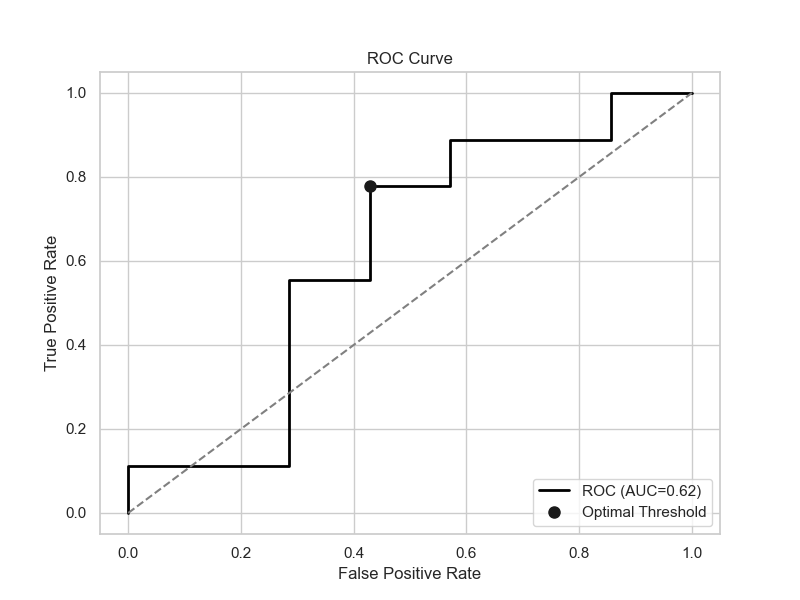 ROC Curve
True Positive Rate
1.0
0.8
0.6
0.4
0.2
0.0
ROC (AUC=0.62)
Optimal Threshold
0.0 0.2 0.4 0.6 0.8 1.0
False Positive Rate